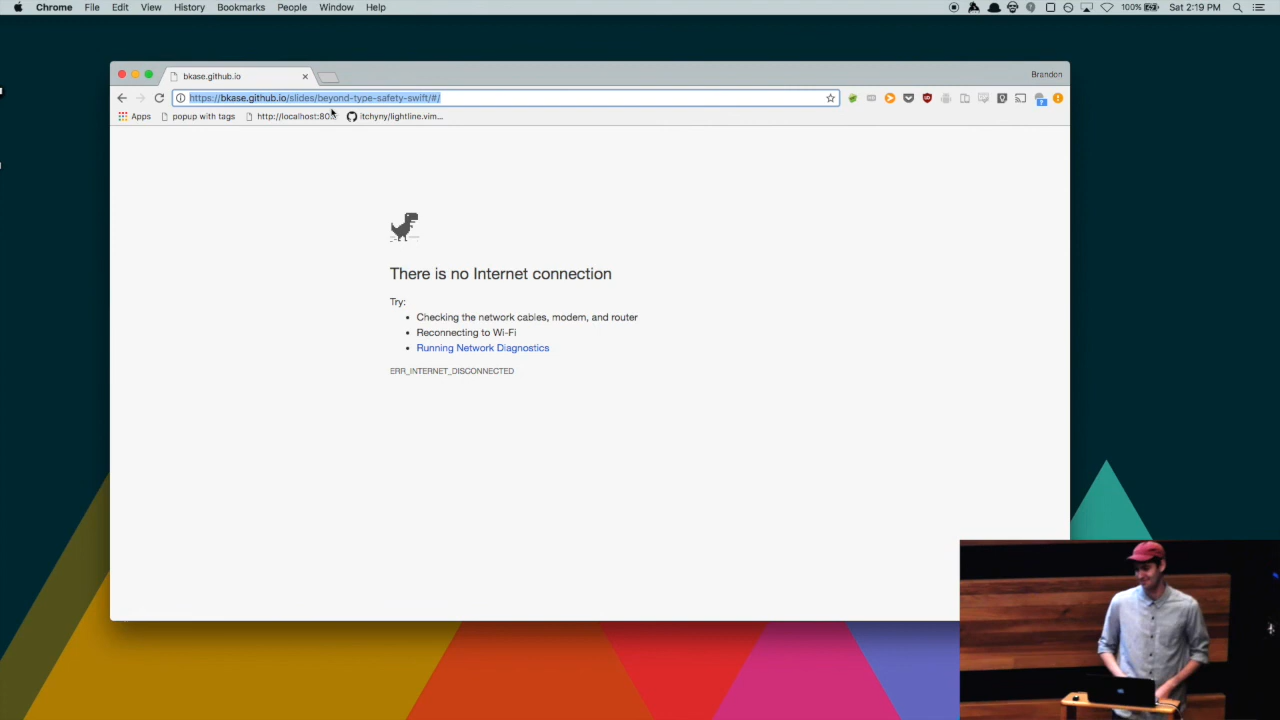 Chrome File Edit View History Bookmarks People Window Help 100% Sat 2:19 PM
bkase.github.io Brandon
https://bkase.github.io/slides/beyond-type-safety-swift/#/
Apps popup with tags http://localhost:80 itchyny/lightline.vim...
There is no Internet connection
Try:
Checking the network cables, modem, and router
Reconnecting to Wi-Fi
Running Network Diagnostics
ERR_INTERNET_DISCONNECTED